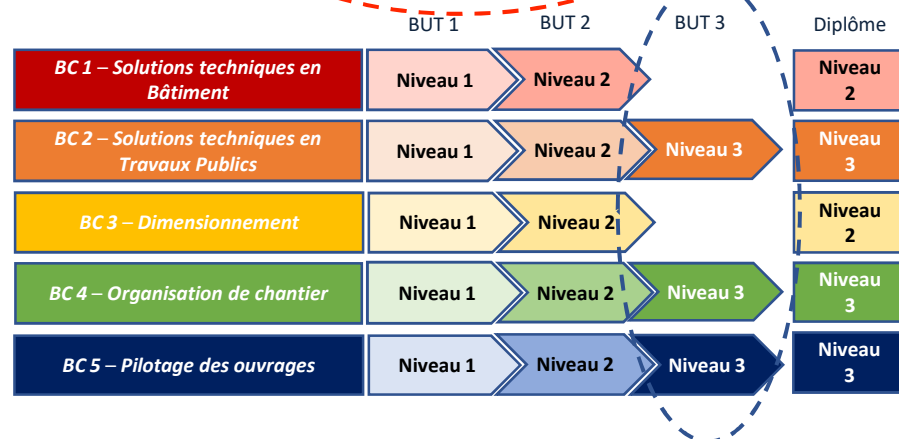 BUT 1 BUT 2 BUT 3 Diplôme
BC 1 – Solutions techniques en
Bâtiment
Niveau 1 Niveau 2
Niveau
2
BC 2 – Solutions techniques en
Travaux Publics
Niveau 1 Niveau 2 Niveau 3
Niveau
3
BC 3 – Dimensionnement
Niveau 1 Niveau 2
Niveau
2
BC 4 – Organisation de chantier
Niveau 1 Niveau 2 Niveau 3
Niveau
3
BC 5 – Pilotage des ouvrages
Niveau 1 Niveau 2 Niveau 3
Niveau
3